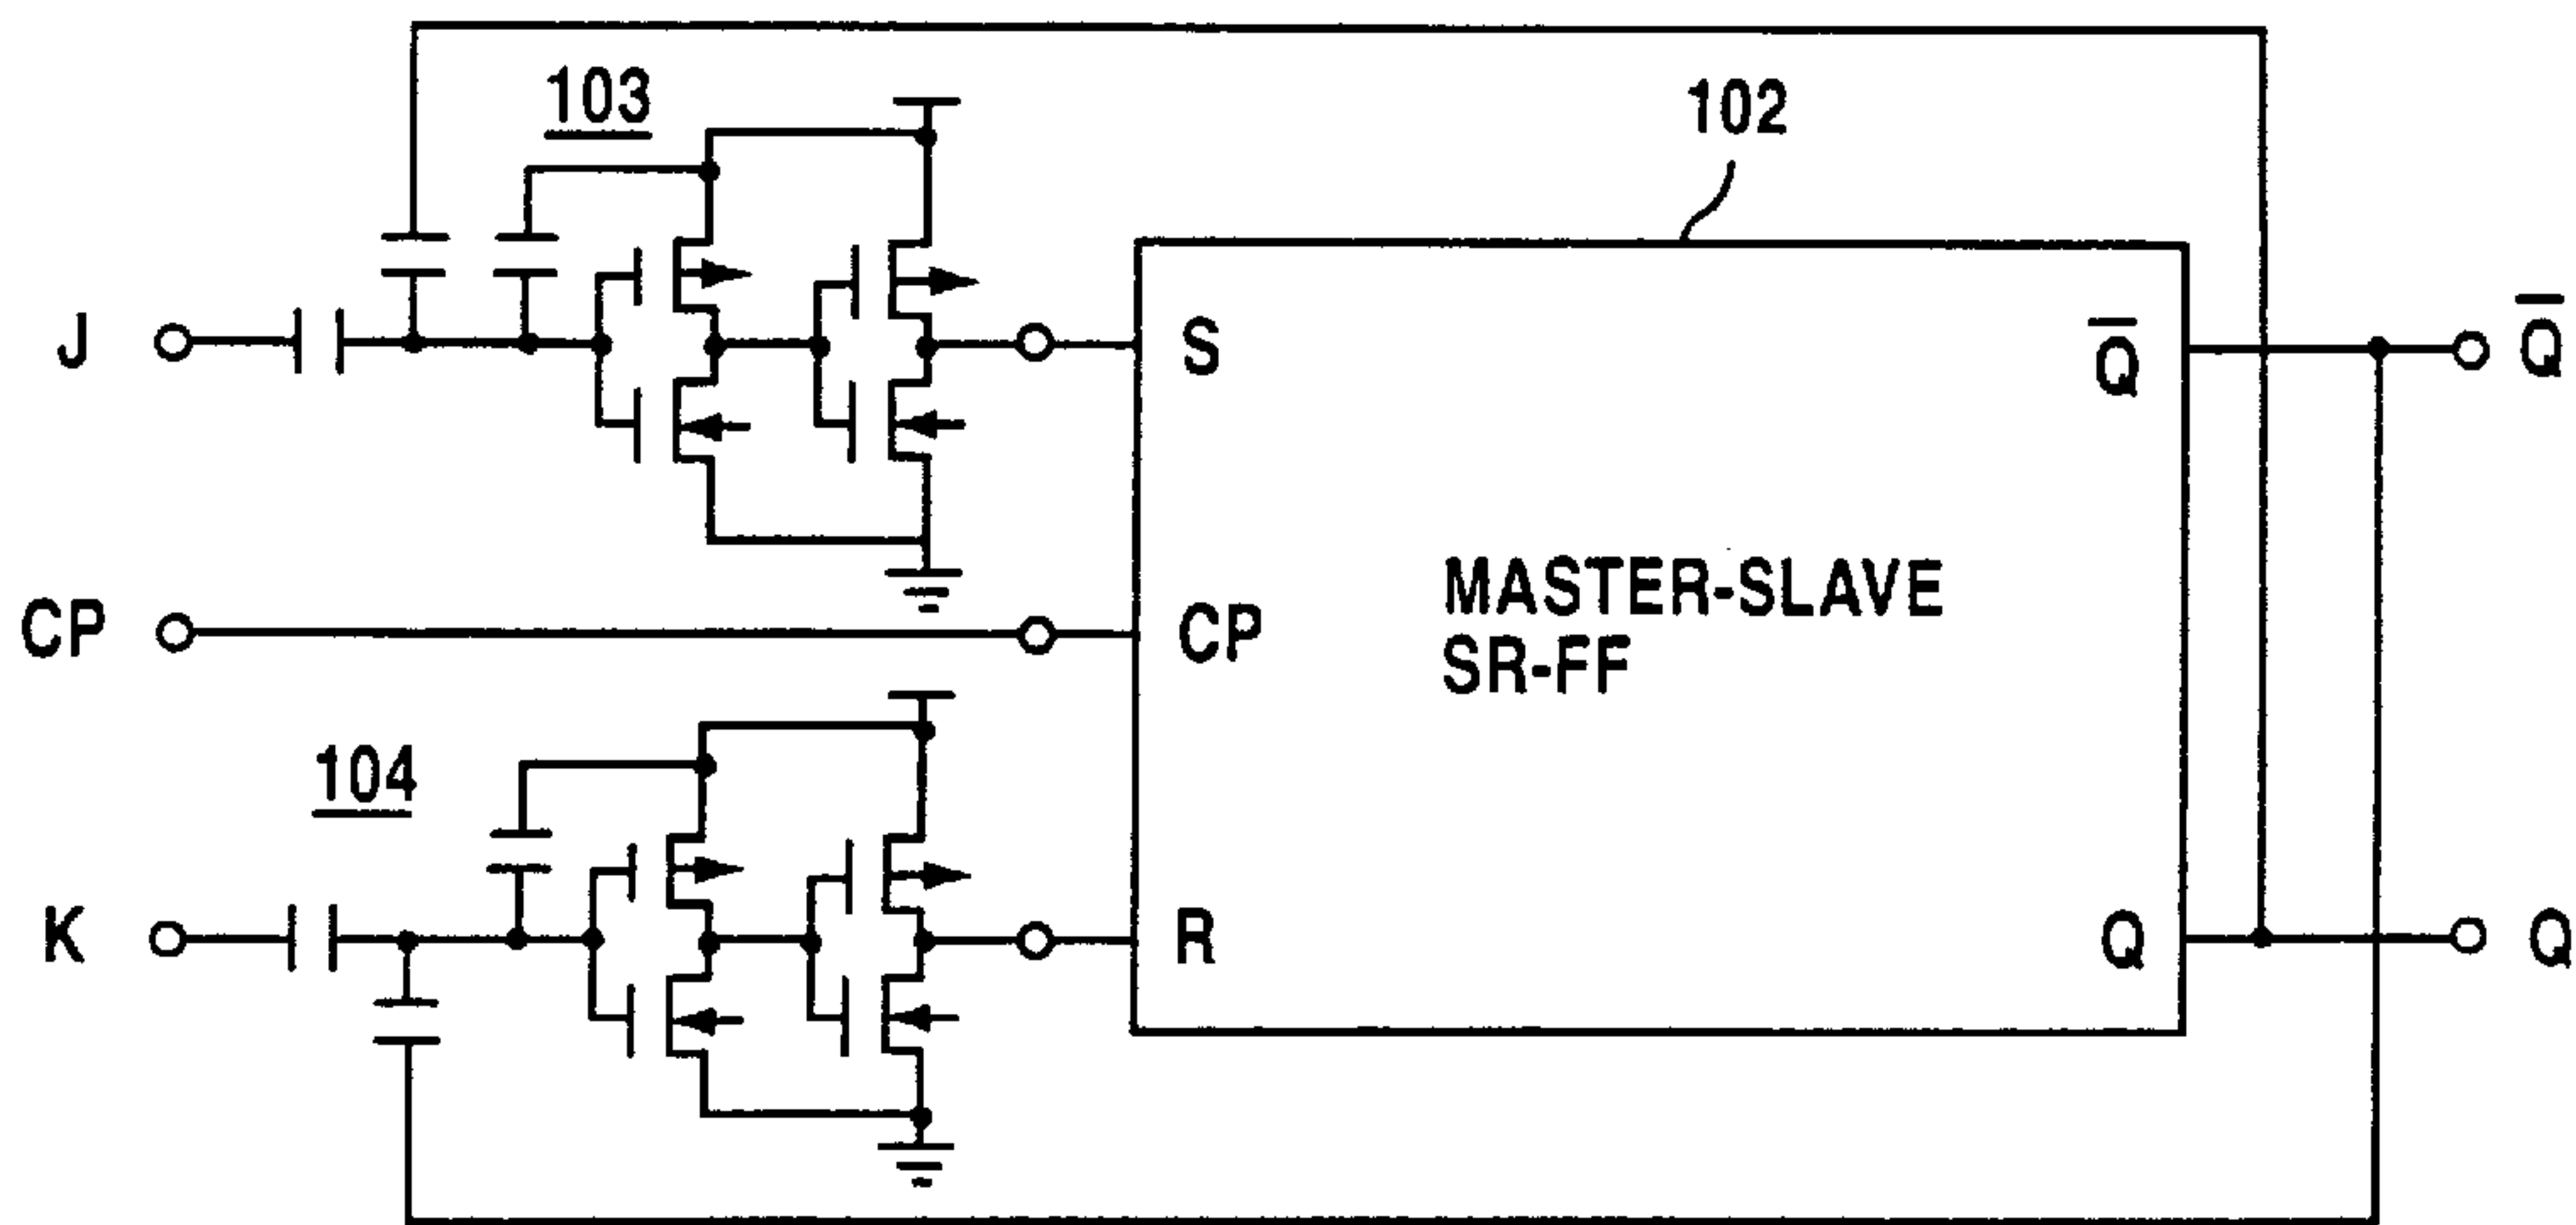 103
102
J
S
Q̅
Q̅
CP
CP
MASTER-SLAVE
SR-FF
104
K
R
Q
Q